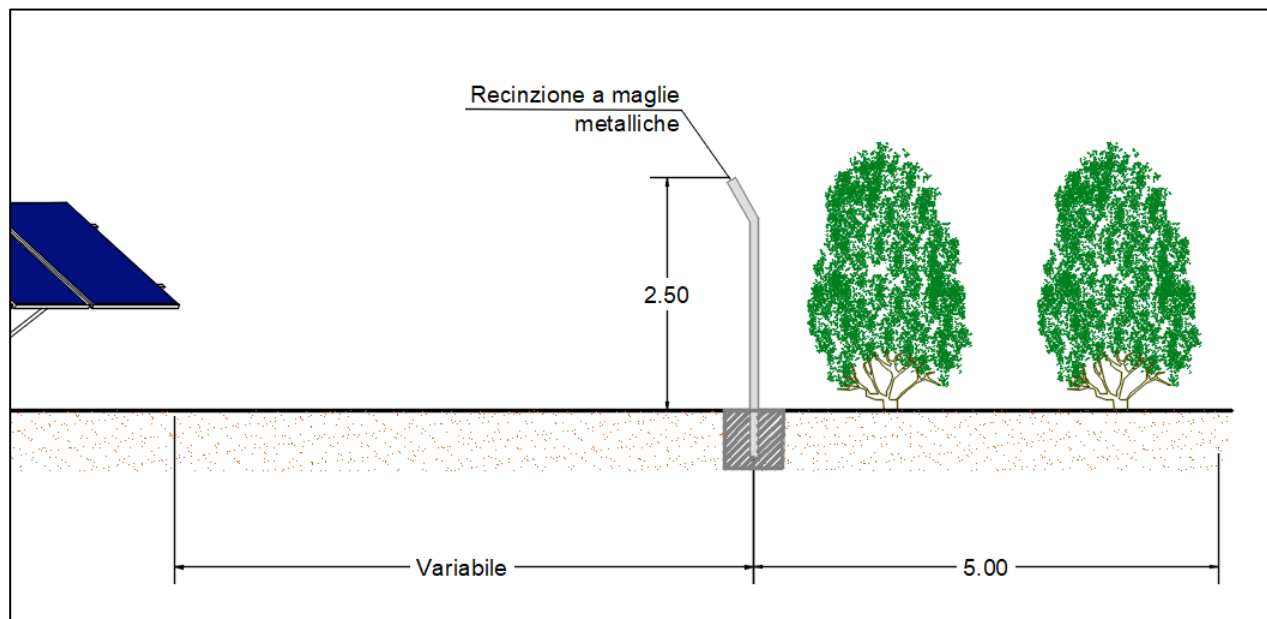 Recinzione a maglie
metalliche
2.50
Variabile
5.00